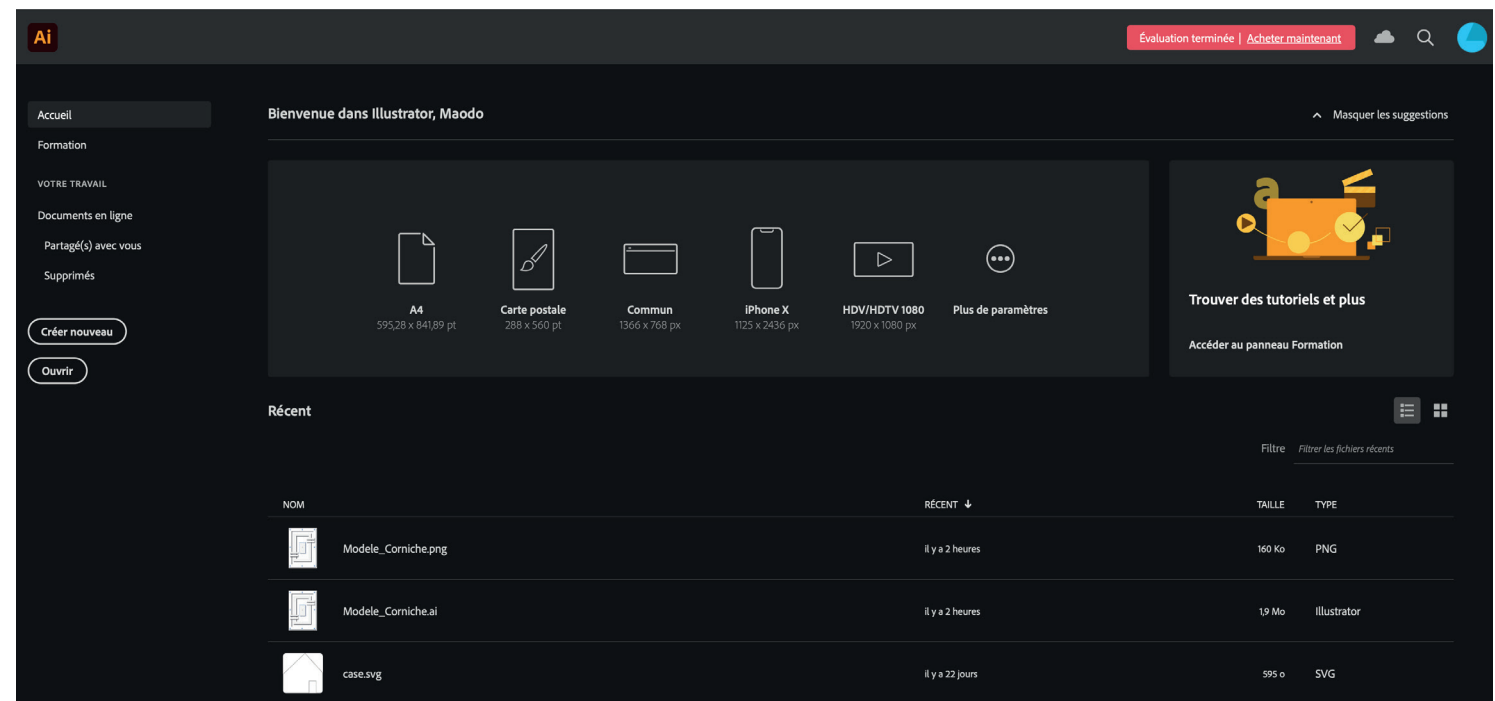 Ai
Évaluation terminée | Acheter maintenant
Accueil
Formation
VOTRE TRAVAIL
Documents en ligne
Partagé(s) avec vous
Supprimés
Créer nouveau
Ouvrir
Bienvenue dans Illustrator, Maodo
Masquer les suggestions
A4
595,28 x 841,89 pt
Carte postale
288 x 560 pt
Commun
1366 x 768 px
iPhone X
1125 x 2436 px
HDV/HDTV 1080
1920 x 1080 px
Plus de paramètres
a
Trouver des tutoriels et plus
Accéder au panneau Formation
Récent
Filtre Filtrer les fichiers récents
NOM RÉCENT TAILLE TYPE
Modele_Corniche.png il y a 2 heures 160 Ko PNG
Modele_Corniche.ai il y a 2 heures 1,9 Mo Illustrator
case.svg il y a 22 jours 595 o SVG